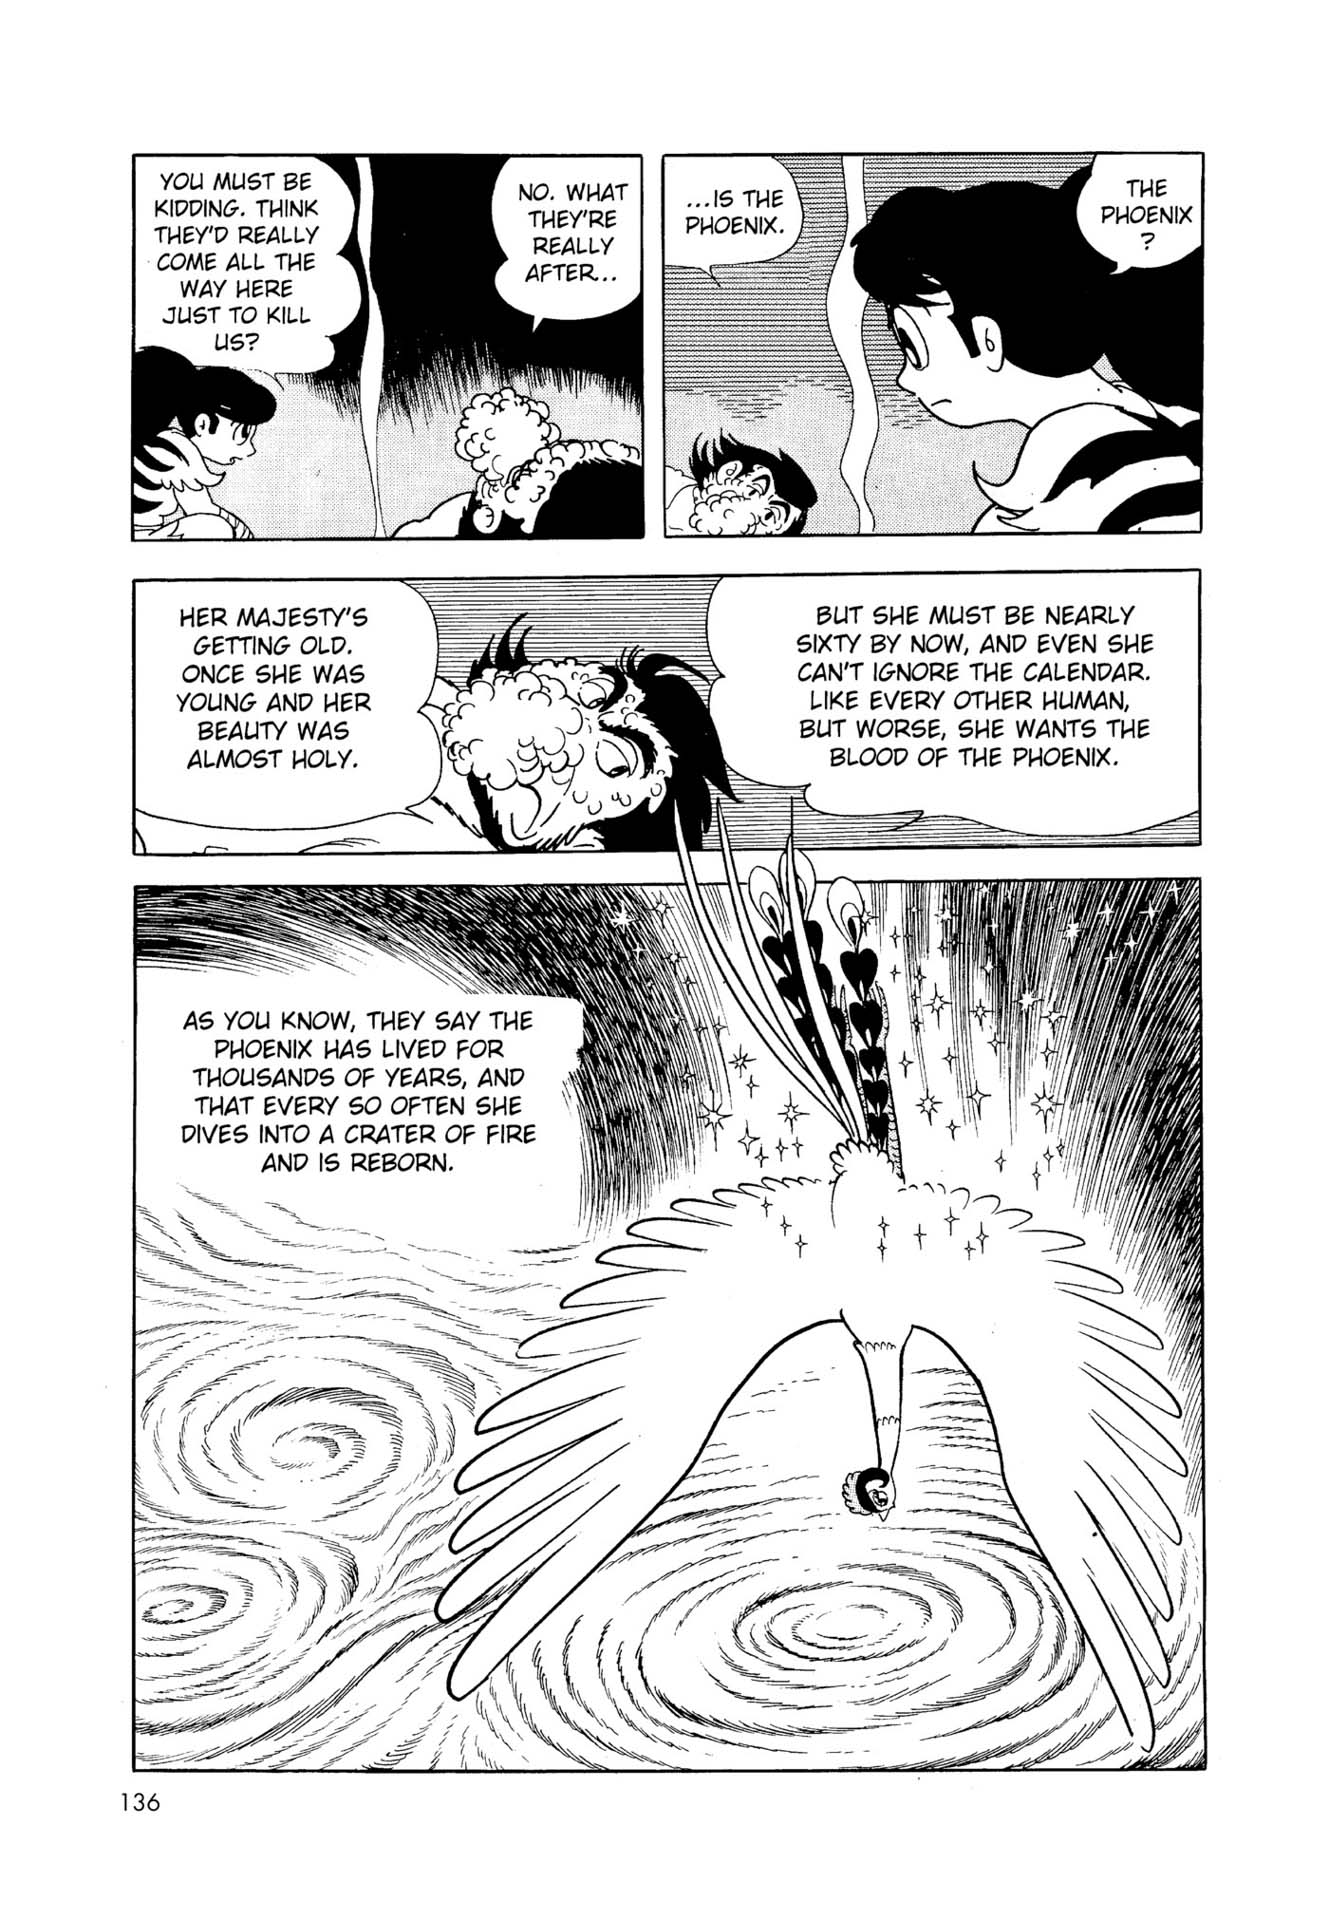 YOU MUST BE
KIDDING. THINK
THEY'D REALLY
COME ALL THE
WAY HERE
JUST TO KILL
US?
NO. WHAT
THEY'RE
REALLY
AFTER...
...IS THE
PHOENIX.
THE
PHOENIX
?
HER MAJESTY'S
GETTING OLD.
ONCE SHE WAS
YOUNG AND HER
BEAUTY WAS
ALMOST HOLY.
BUT SHE MUST BE NEARLY
SIXTY BY NOW, AND EVEN SHE
CAN'T IGNORE THE CALENDAR.
LIKE EVERY OTHER HUMAN,
BUT WORSE, SHE WANTS THE
BLOOD OF THE PHOENIX.
AS YOU KNOW, THEY SAY THE
PHOENIX HAS LIVED FOR
THOUSANDS OF YEARS, AND
THAT EVERY SO OFTEN SHE
DIVES INTO A CRATER OF FIRE
AND IS REBORN.
136